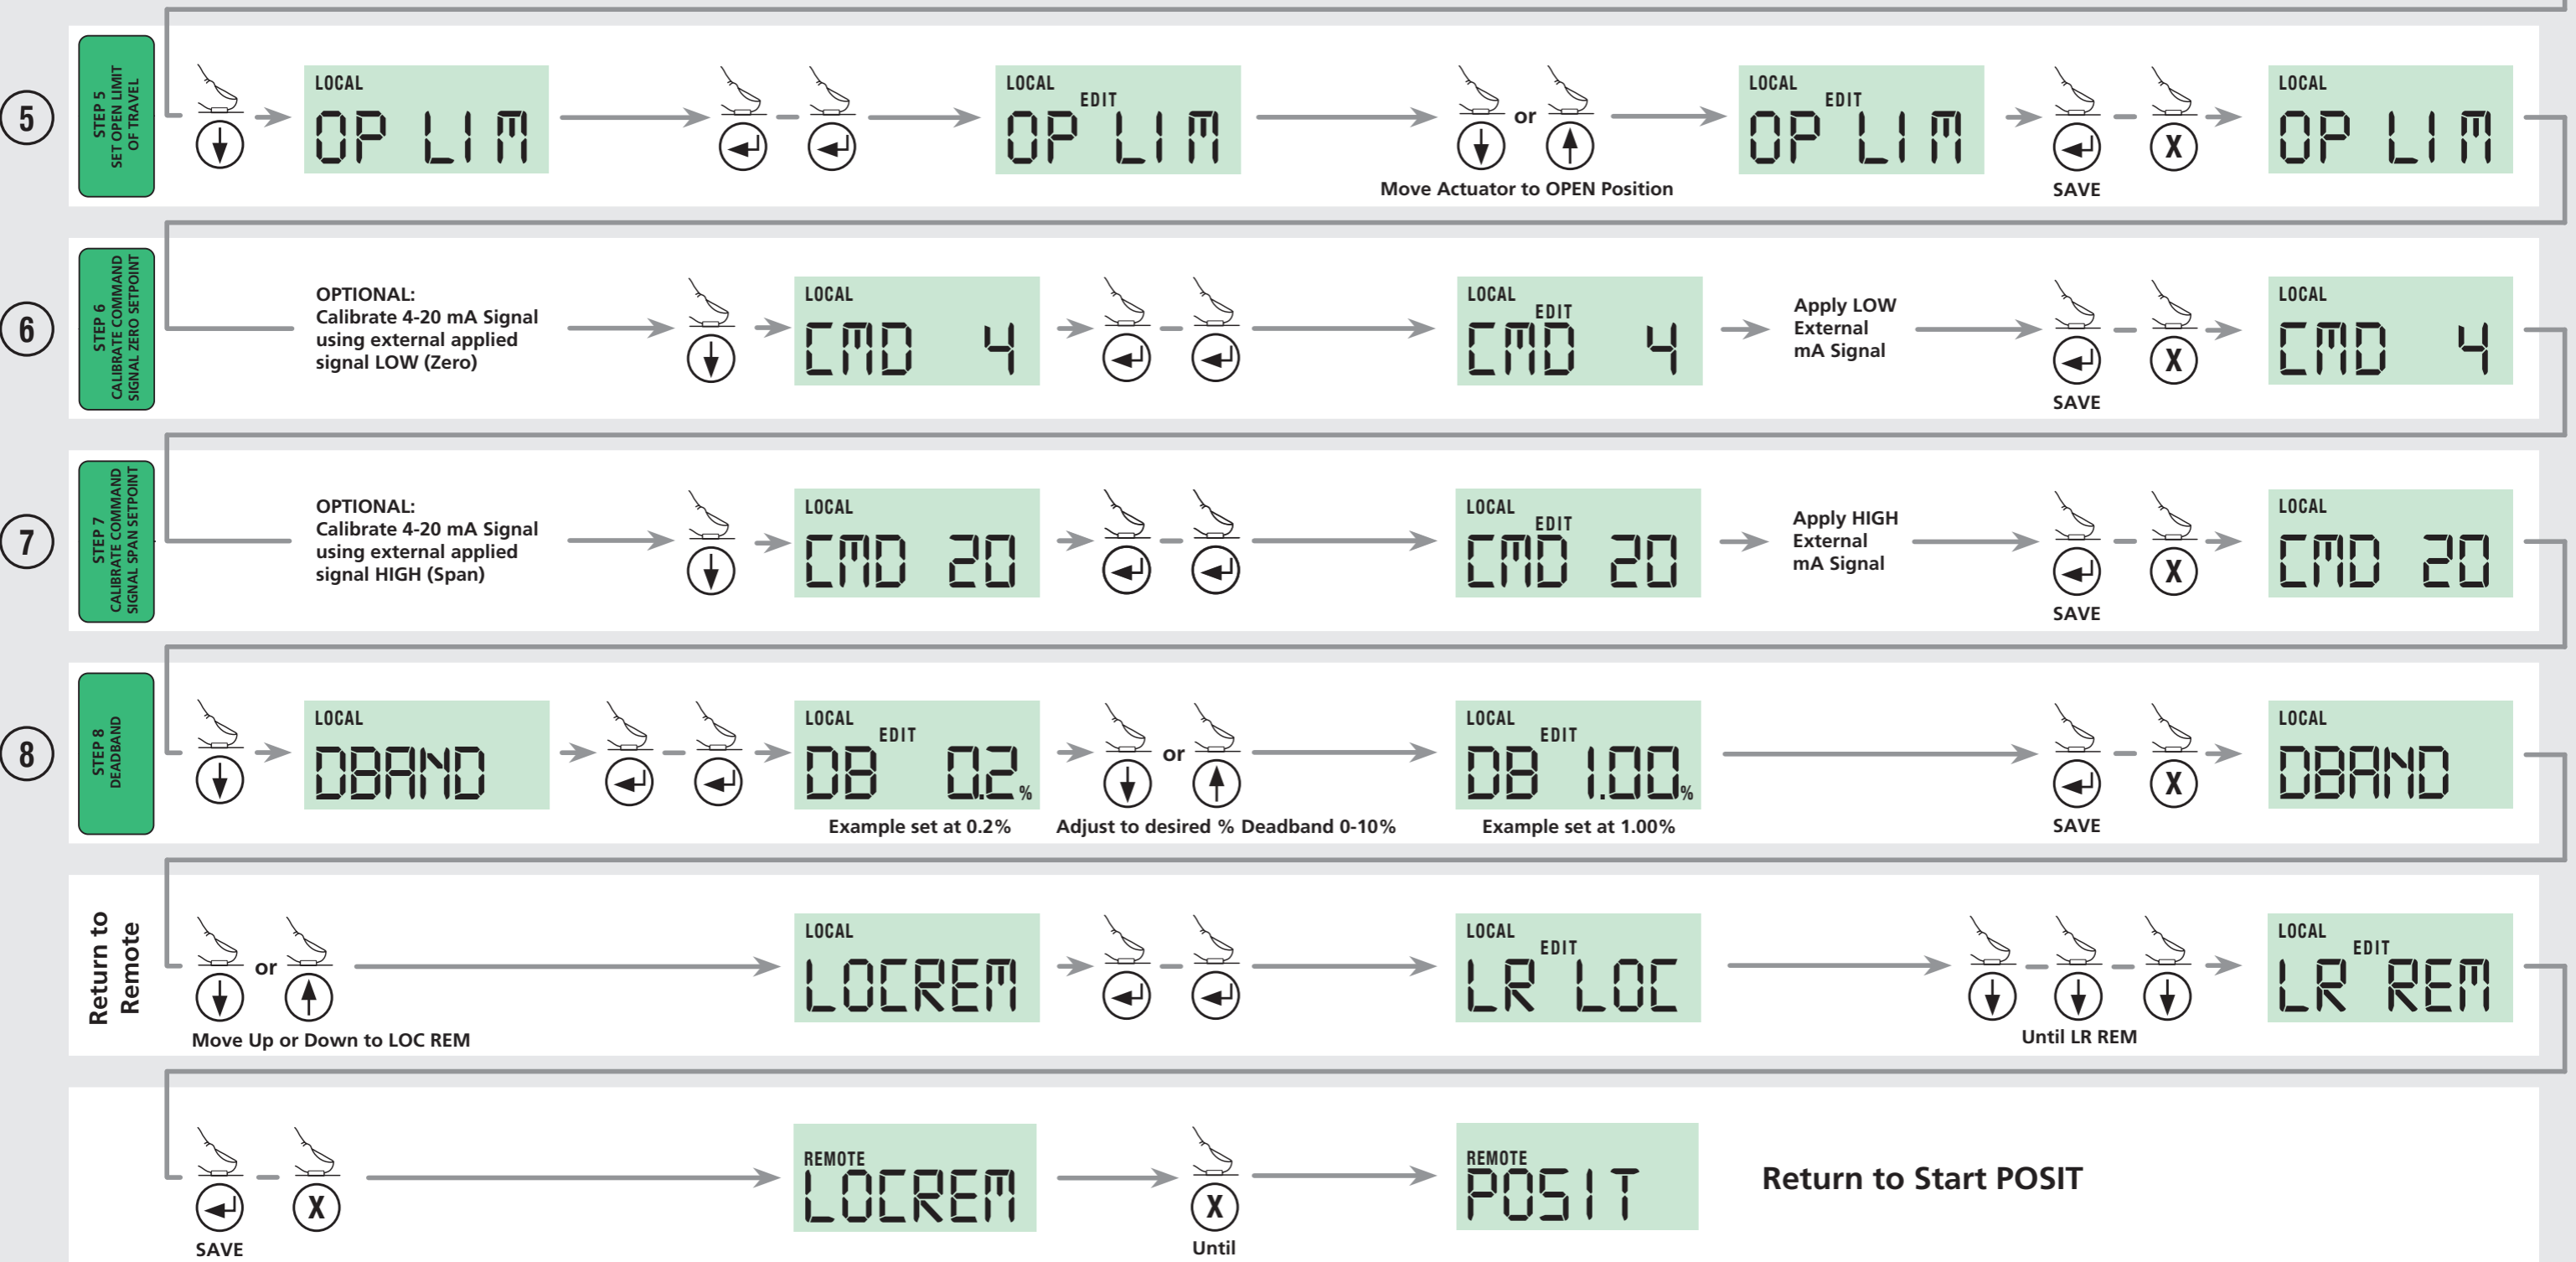 5
STEP 5
SET OPEN LIMIT
OF TRAVEL
LOCAL
OP LIM
LOCAL
EDIT
OP LIM
or
Move Actuator to OPEN Position
LOCAL
EDIT
OP LIM
X
SAVE
LOCAL
OP LIM
6
STEP 6
CALIBRATE COMMAND
SIGNAL ZERO SETPOINT
OPTIONAL:
Calibrate 4-20 mA Signal
using external applied
signal LOW (Zero)
LOCAL
CMD 4
LOCAL
EDIT
CMD 4
Apply LOW
External
mA Signal
X
SAVE
LOCAL
CMD 4
7
STEP 7
CALIBRATE COMMAND
SIGNAL SPAN SETPOINT
OPTIONAL:
Calibrate 4-20 mA Signal
using external applied
signal HIGH (Span)
LOCAL
CMD 20
LOCAL
EDIT
CMD 20
Apply HIGH
External
mA Signal
X
SAVE
LOCAL
CMD 20
8
STEP 8
DEADBAND
LOCAL
DBAND
LOCAL
EDIT
DB 0.2%
Example set at 0.2%
or
Adjust to desired % Deadband 0-10%
LOCAL
EDIT
DB 1.00%
Example set at 1.00%
X
SAVE
LOCAL
DBAND
Return to
Remote
or
Move Up or Down to LOC REM
LOCAL
LOCREM
LOCAL
EDIT
LR LOC
Until LR REM
LOCAL
EDIT
LR REM
X
SAVE
REMOTE
LOCREM
X
Until
REMOTE
POSIT
Return to Start POSIT